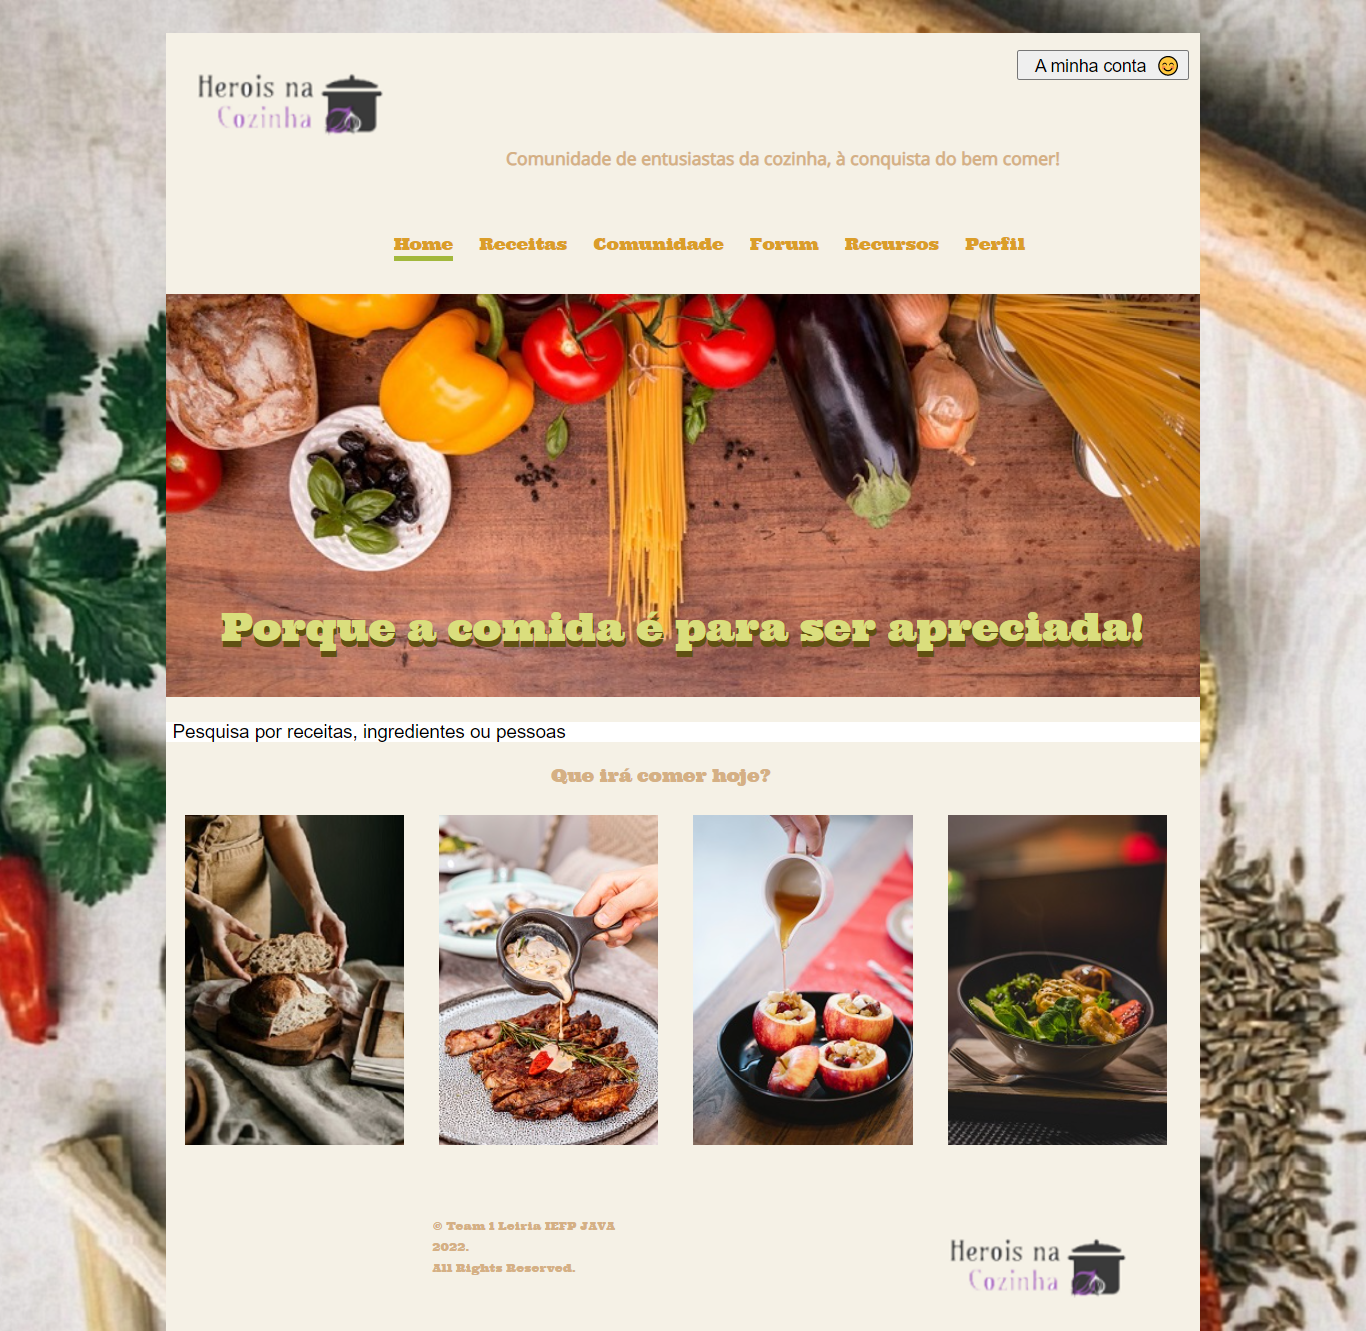 Herois na
Cozinha
A minha conta 😊
Comunidade de entusiastas da cozinha, à conquista do bem comer!
Home Receitas Comunidade Forum Recursos Perfil
Porque a comida é para ser apreciada!
Pesquisa por receitas, ingredientes ou pessoas
Que irá comer hoje?
© Team 1 Leiria IEFP JAVA
2022.
All Rights Reserved.
Herois na
Cozinha